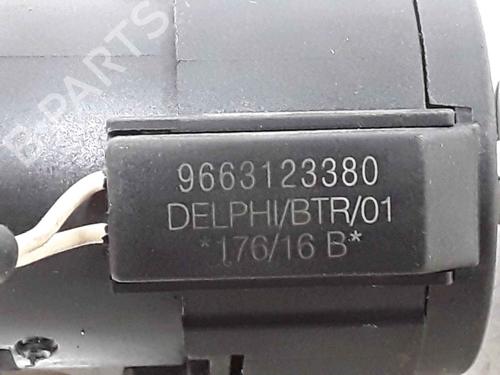 B-PARTS
9663123380
DELPHI/BTR/01
*176/16 B*